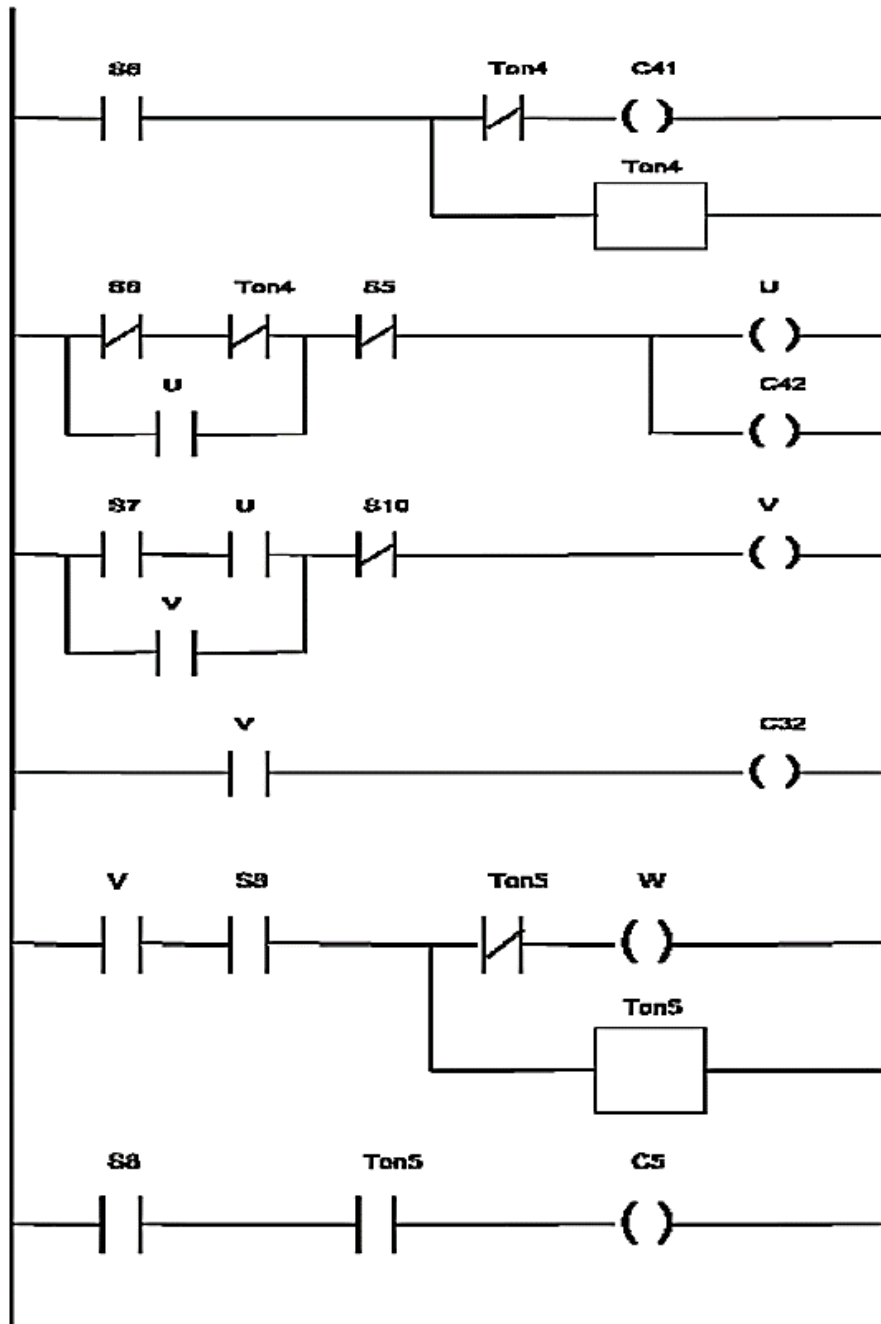 S6 Ton4 C41
Ton4
S6 Ton4 S5 U
U C42
S7 U S10 V
V
V C32
V S8 Ton5 W
Ton5
S8 Ton5 C5